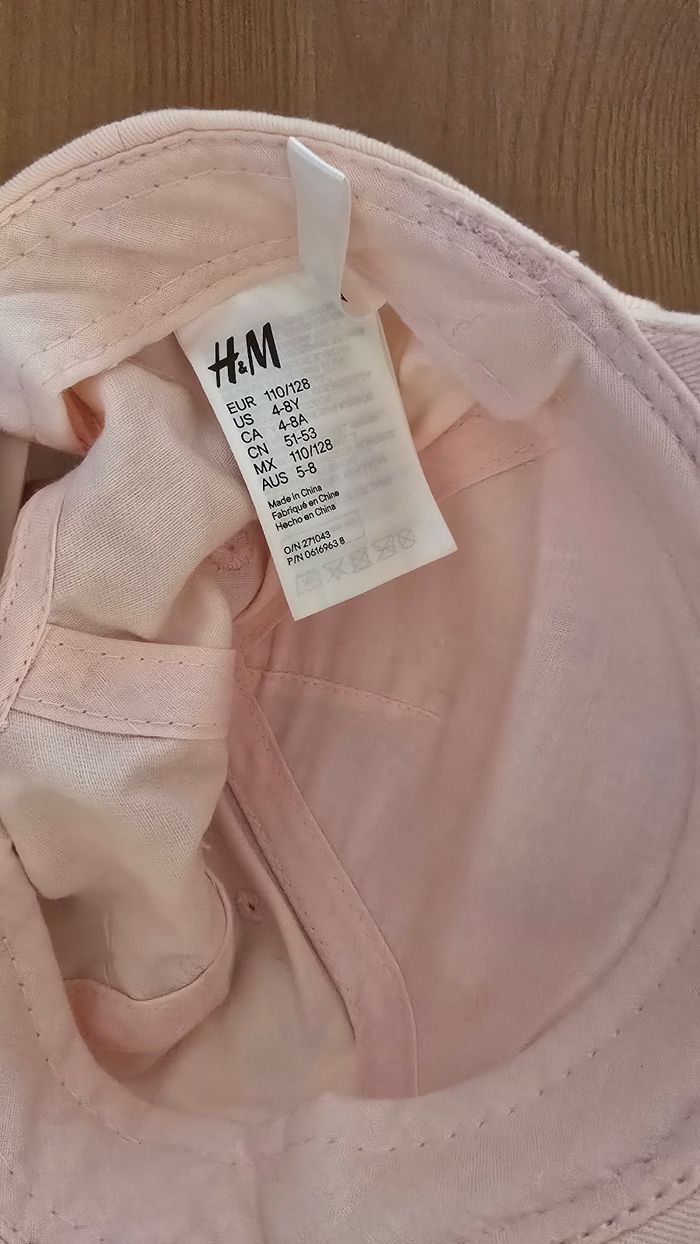 H&M
EUR 110/128
US 4-8Y
CA 4-8A
CN 51-53
MX 110/128
AUS 5-8
Made in China
Fabriqué en Chine
Hecho en China
O/N 271043
P/N 0616963 8